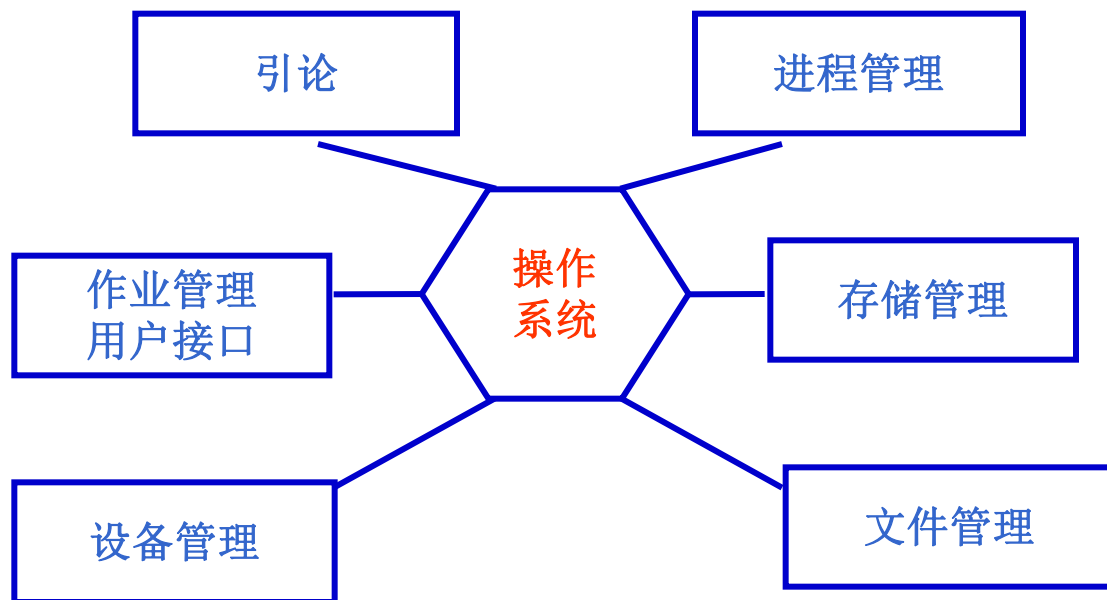 引论
进程管理
操作
系统
作业管理
用户接口
存储管理
设备管理
文件管理